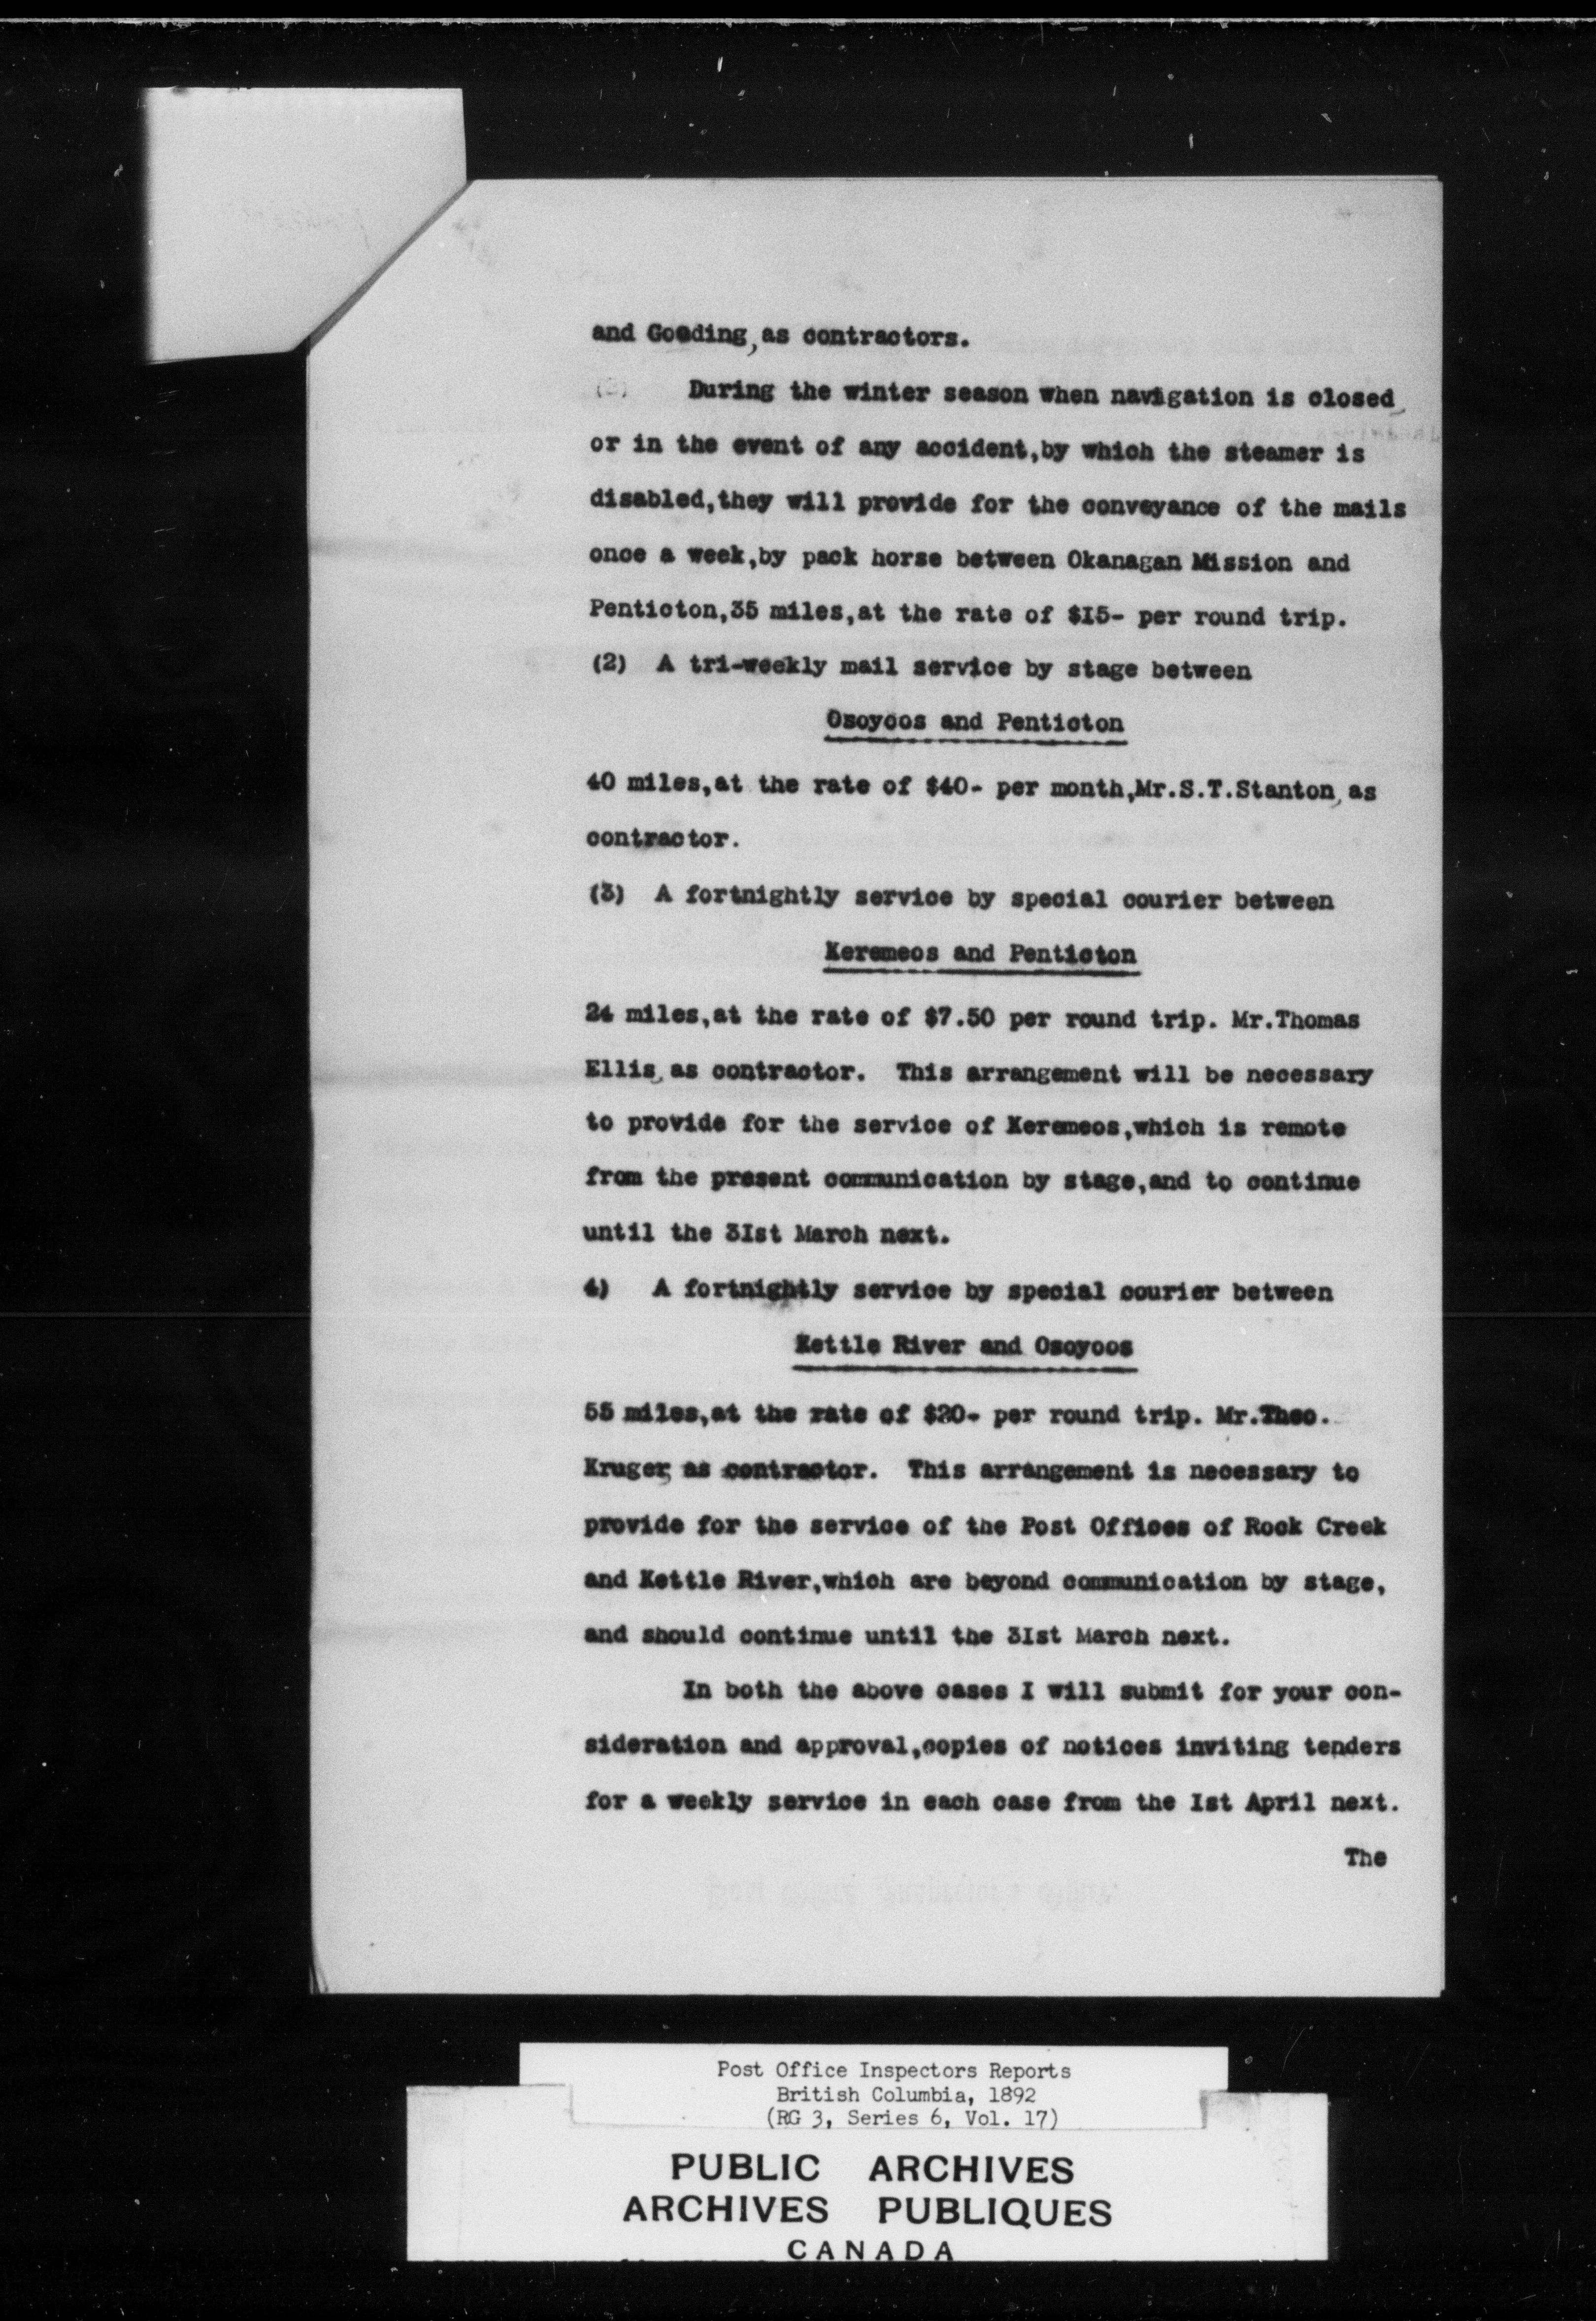 and Gooding, as contractors.
(2) During the winter season when navigation is closed,
or in the event of any accident,by which the steamer is
disabled,they will provide for the conveyance of the mails
once a week,by pack horse between Okanagan Mission and
Penticton,35 miles,at the rate of $I5- per round trip.
(2) A tri-weekly mail service by stage between
Osoyoos and Penticton
40 miles,at the rate of $40- per month,Mr.S.T.Stanton, as
contractor.
(3) A fortnightly service by special courier between
Keremeos and Penticton
24 miles,at the rate of $7.50 per round trip. Mr.Thomas
Ellis, as contractor. This arrangement will be necessary
to provide for the service of Keremeos,which is remote
from the present communication by stage,and to continue
until the 3Ist March next.
4) A fortnightly service by special courier between
Kettle River and Osoyoos
55 miles,at the rate of $20- per round trip. Mr.Theo.
Kruger, as contractor. This arrangement is necessary to
provide for the service of the Post Offices of Rock Creek
and Kettle River,which are beyond communication by stage,
and should continue until the 3Ist March next.
In both the above cases I will submit for your con-
sideration and approval,copies of notices inviting tenders
for a weekly service in each case from the Ist April next.
The
Post Office Inspectors Reports
British Columbia, 1892
(RG 3, Series 6, Vol. 17)
PUBLIC ARCHIVES
ARCHIVES PUBLIQUES
CANADA